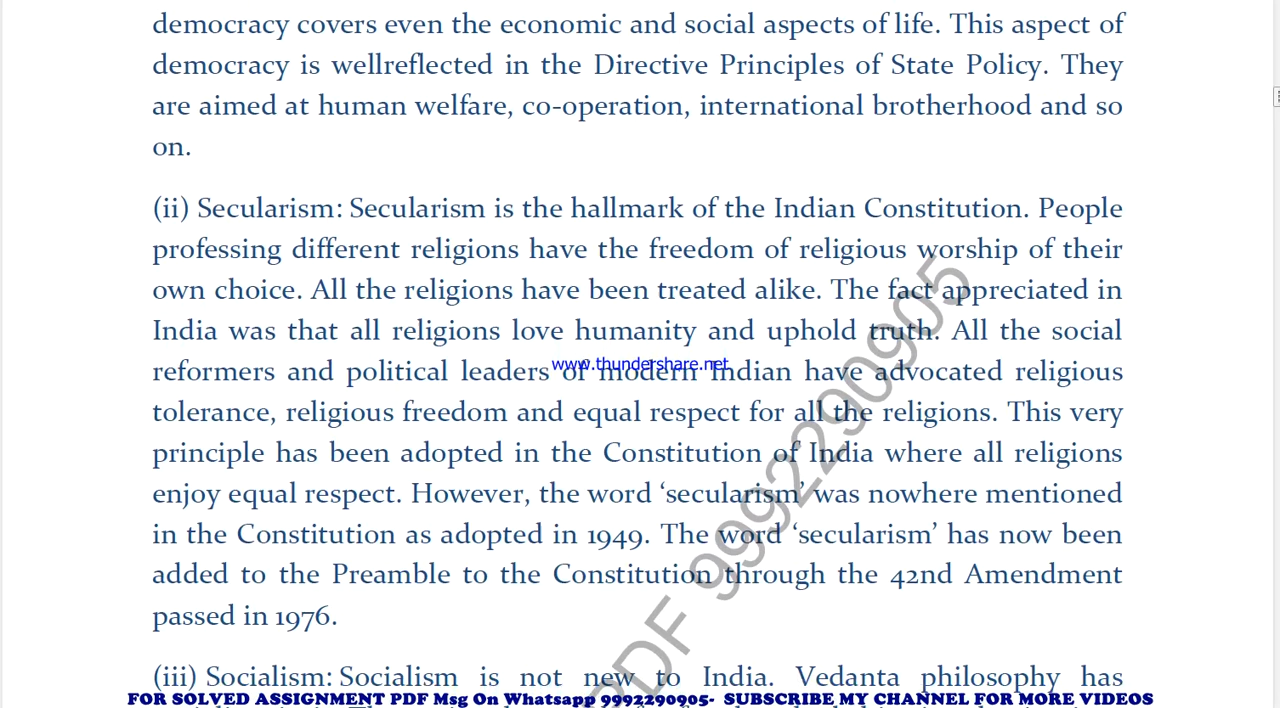 democracy covers even the economic and social aspects of life. This aspect of
democracy is wellreflected in the Directive Principles of State Policy. They
are aimed at human welfare, co-operation, international brotherhood and so
on.
(ii) Secularism: Secularism is the hallmark of the Indian Constitution. People
professing different religions have the freedom of religious worship of their
own choice. All the religions have been treated alike. The fact appreciated in
India was that all religions love humanity and uphold truth. All the social
www.thundershare.net
reformers and political leaders of modern Indian have advocated religious
tolerance, religious freedom and equal respect for all the religions. This very
principle has been adopted in the Constitution of India where all religions
enjoy equal respect. However, the word ‘secularism’ was nowhere mentioned
in the Constitution as adopted in 1949. The word ‘secularism’ has now been
added to the Preamble to the Constitution through the 42nd Amendment
passed in 1976.
PDF 9992290905
(iii) Socialism: Socialism is not new to India. Vedanta philosophy has
FOR SOLVED ASSIGNMENT PDF Msg On Whatsapp 9992290905- SUBSCRIBE MY CHANNEL FOR MORE VIDEOS